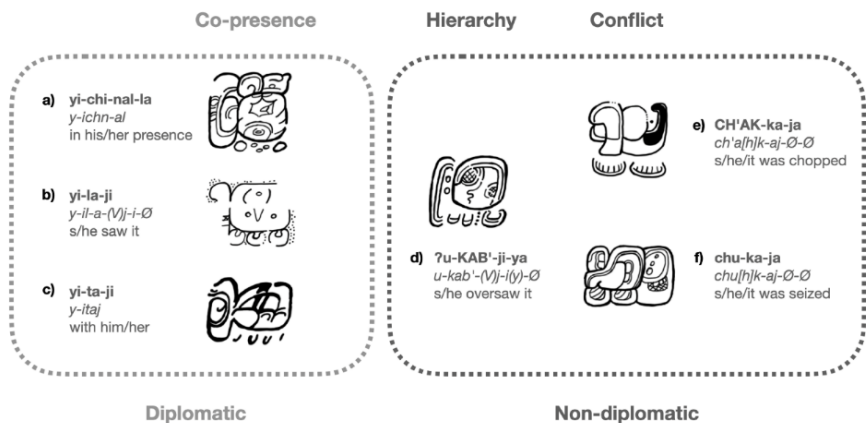 Co-presence
Hierarchy
Conflict
a) yi-chi-nal-la
y-ichn-al
in his/her presence
b) yi-la-ji
y-il-a-(V)j-i-Ø
s/he saw it
c) yi-ta-ji
y-itaj
with him/her
d) ?u-KAB'-ji-ya
u-kab'-(V)j-i(y)-Ø
s/he oversaw it
e) CH'AK-ka-ja
ch'a[h]k-aj-Ø-Ø
s/he/it was chopped
f) chu-ka-ja
chu[h]k-aj-Ø-Ø
s/he/it was seized
Diplomatic
Non-diplomatic